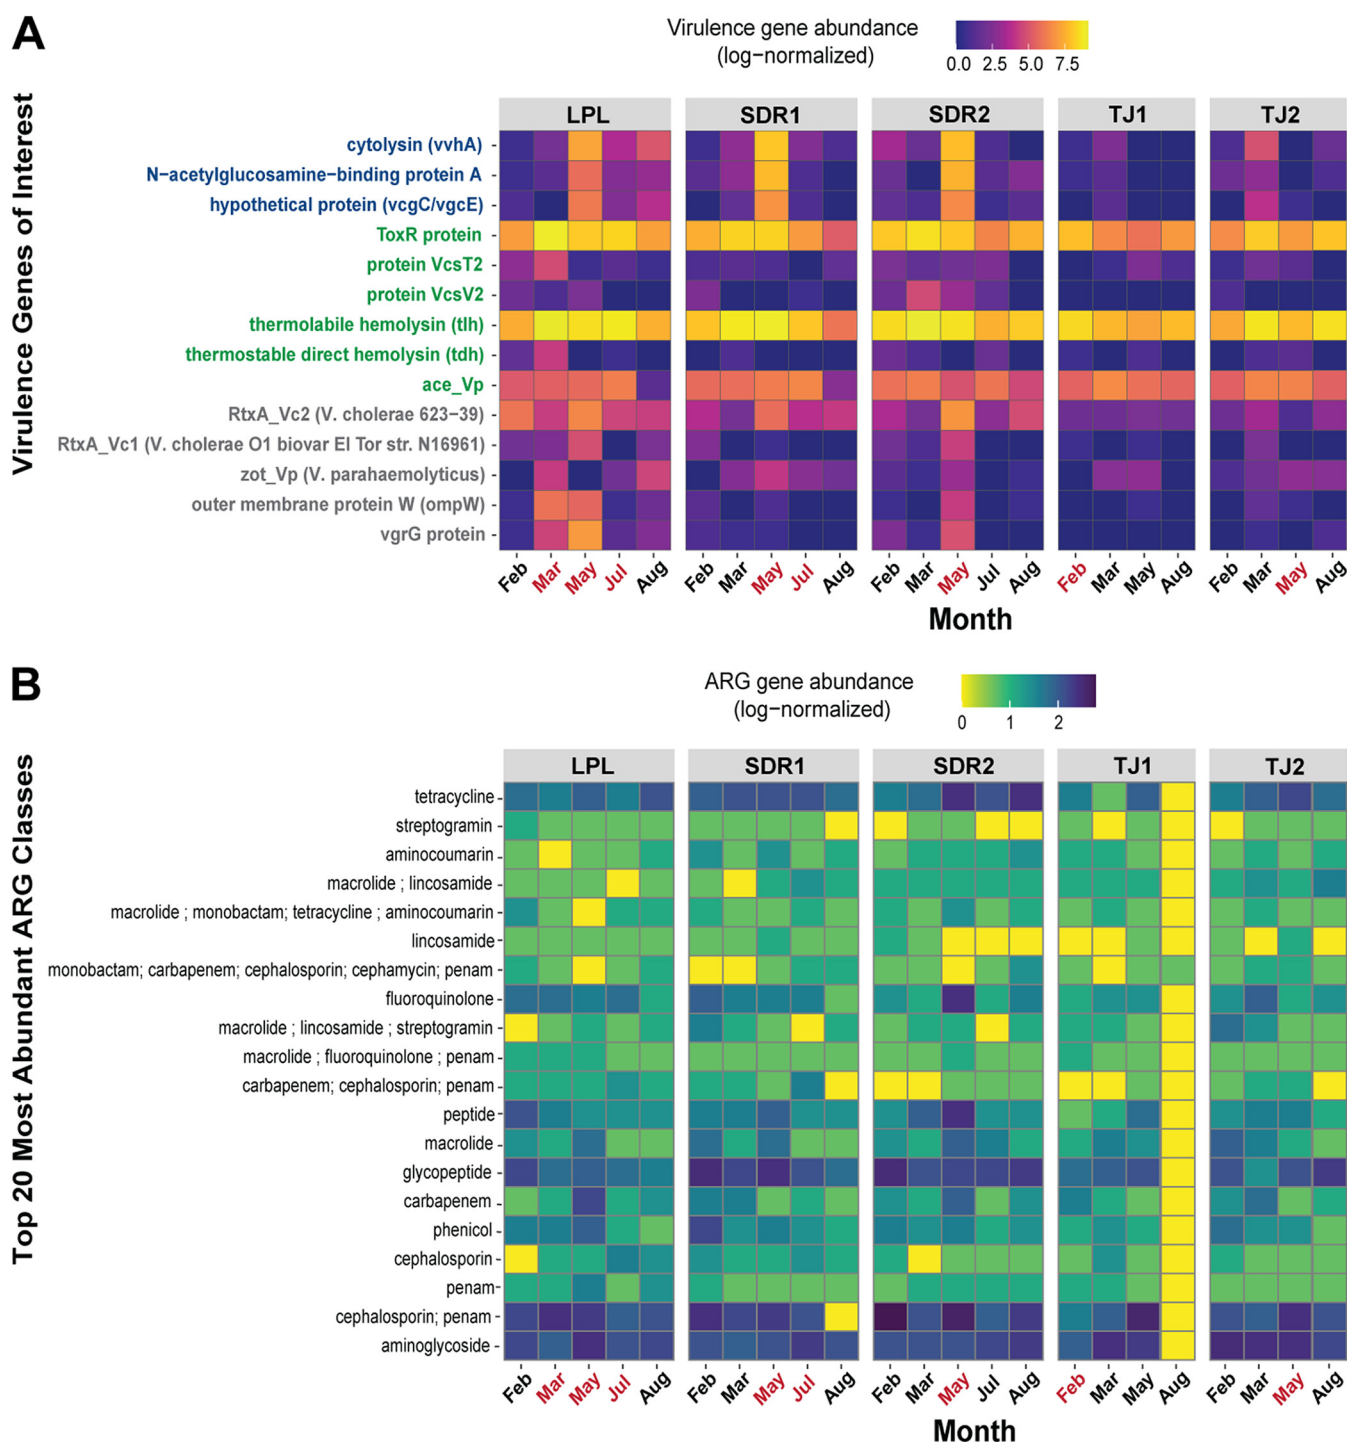 A
Virulence gene abundance
(log−normalized)
0.0 2.5 5.0 7.5
Virulence Genes of Interest
LPL SDR1 SDR2 TJ1 TJ2
cytolysin (vvhA)
N−acetylglucosamine−binding protein A
hypothetical protein (vcgC/vgcE)
ToxR protein
protein VcsT2
protein VcsV2
thermolabile hemolysin (tlh)
thermostable direct hemolysin (tdh)
ace_Vp
RtxA_Vc2 (V. cholerae 623−39)
RtxA_Vc1 (V. cholerae O1 biovar El Tor str. N16961)
zot_Vp (V. parahaemolyticus)
outer membrane protein W (ompW)
vgrG protein
Feb Mar May Jul Aug Feb Mar May Jul Aug Feb Mar May Jul Aug Feb Mar May Aug Feb Mar May Aug
Month
B
ARG gene abundance
(log−normalized)
0 1 2
Top 20 Most Abundant ARG Classes
LPL SDR1 SDR2 TJ1 TJ2
tetracycline
streptogramin
aminocoumarin
macrolide ; lincosamide
macrolide ; monobactam; tetracycline ; aminocoumarin
lincosamide
monobactam; carbapenem; cephalosporin; cephamycin; penam
fluoroquinolone
macrolide ; lincosamide ; streptogramin
macrolide ; fluoroquinolone ; penam
carbapenem; cephalosporin; penam
peptide
macrolide
glycopeptide
carbapenem
phenicol
cephalosporin
penam
cephalosporin; penam
aminoglycoside
Feb Mar May Jul Aug Feb Mar May Jul Aug Feb Mar May Jul Aug Feb Mar May Aug Feb Mar May Aug
Month